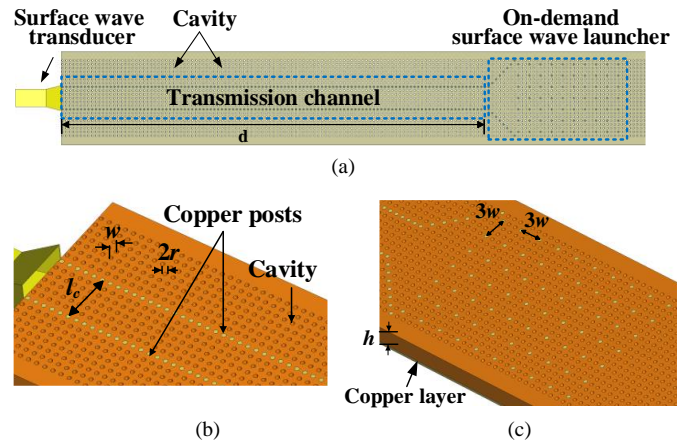 Surface wave
transducer
Cavity
On-demand
surface wave launcher
Transmission channel
d
(a)
Copper posts
w
2r
Cavity
l_c
(b)
3w
3w
h
Copper layer
(c)